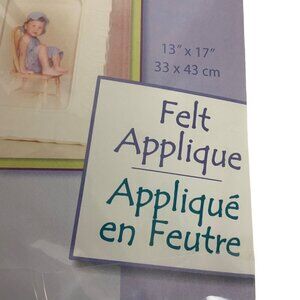 13" x 17"
33 x 43 cm
Felt
Applique
Appliqué
en Feutre